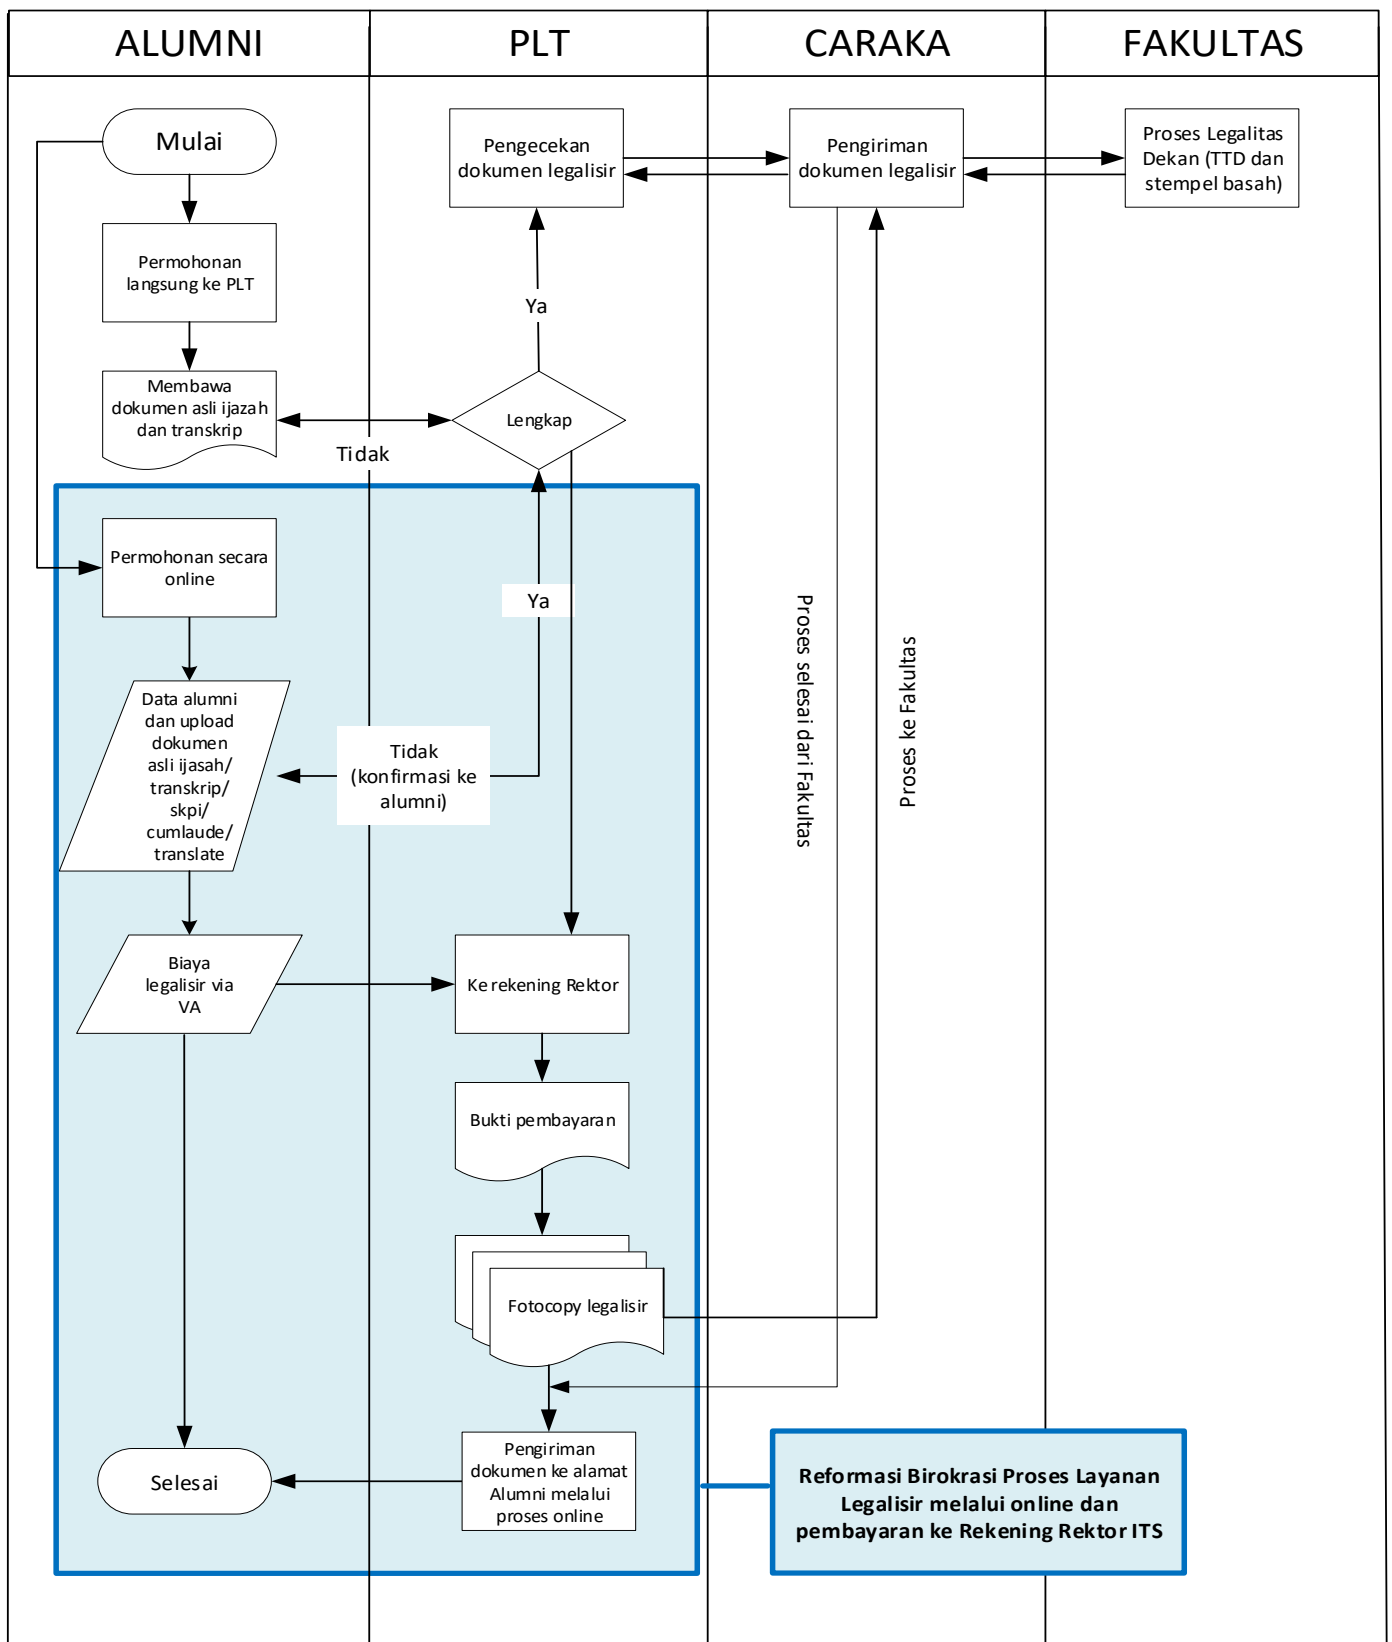 ALUMNI
PLT
CARAKA
FAKULTAS
Mulai
Pengecekan
dokumen legalisir
Pengiriman
dokumen legalisir
Proses Legalitas
Dekan (TTD dan
stempel basah)
Permohonan
langsung ke PLT
Ya
Membawa
dokumen asli ijazah
dan transkrip
Lengkap
Tidak
Permohonan secara
online
Ya
Data alumni
dan upload
dokumen
asli ijasah/
transkrip/
skpi/
cumlaude/
translate
Tidak
(konfirmasi ke
alumni)
Proses selesai dari Fakultas
Proses ke Fakultas
Biaya
legalisir via
VA
Ke rekening Rektor
Bukti pembayaran
Fotocopy legalisir
Selesai
Pengiriman
dokumen ke alamat
Alumni melalui
proses online
Reformasi Birokrasi Proses Layanan
Legalisir melalui online dan
pembayaran ke Rekening Rektor ITS